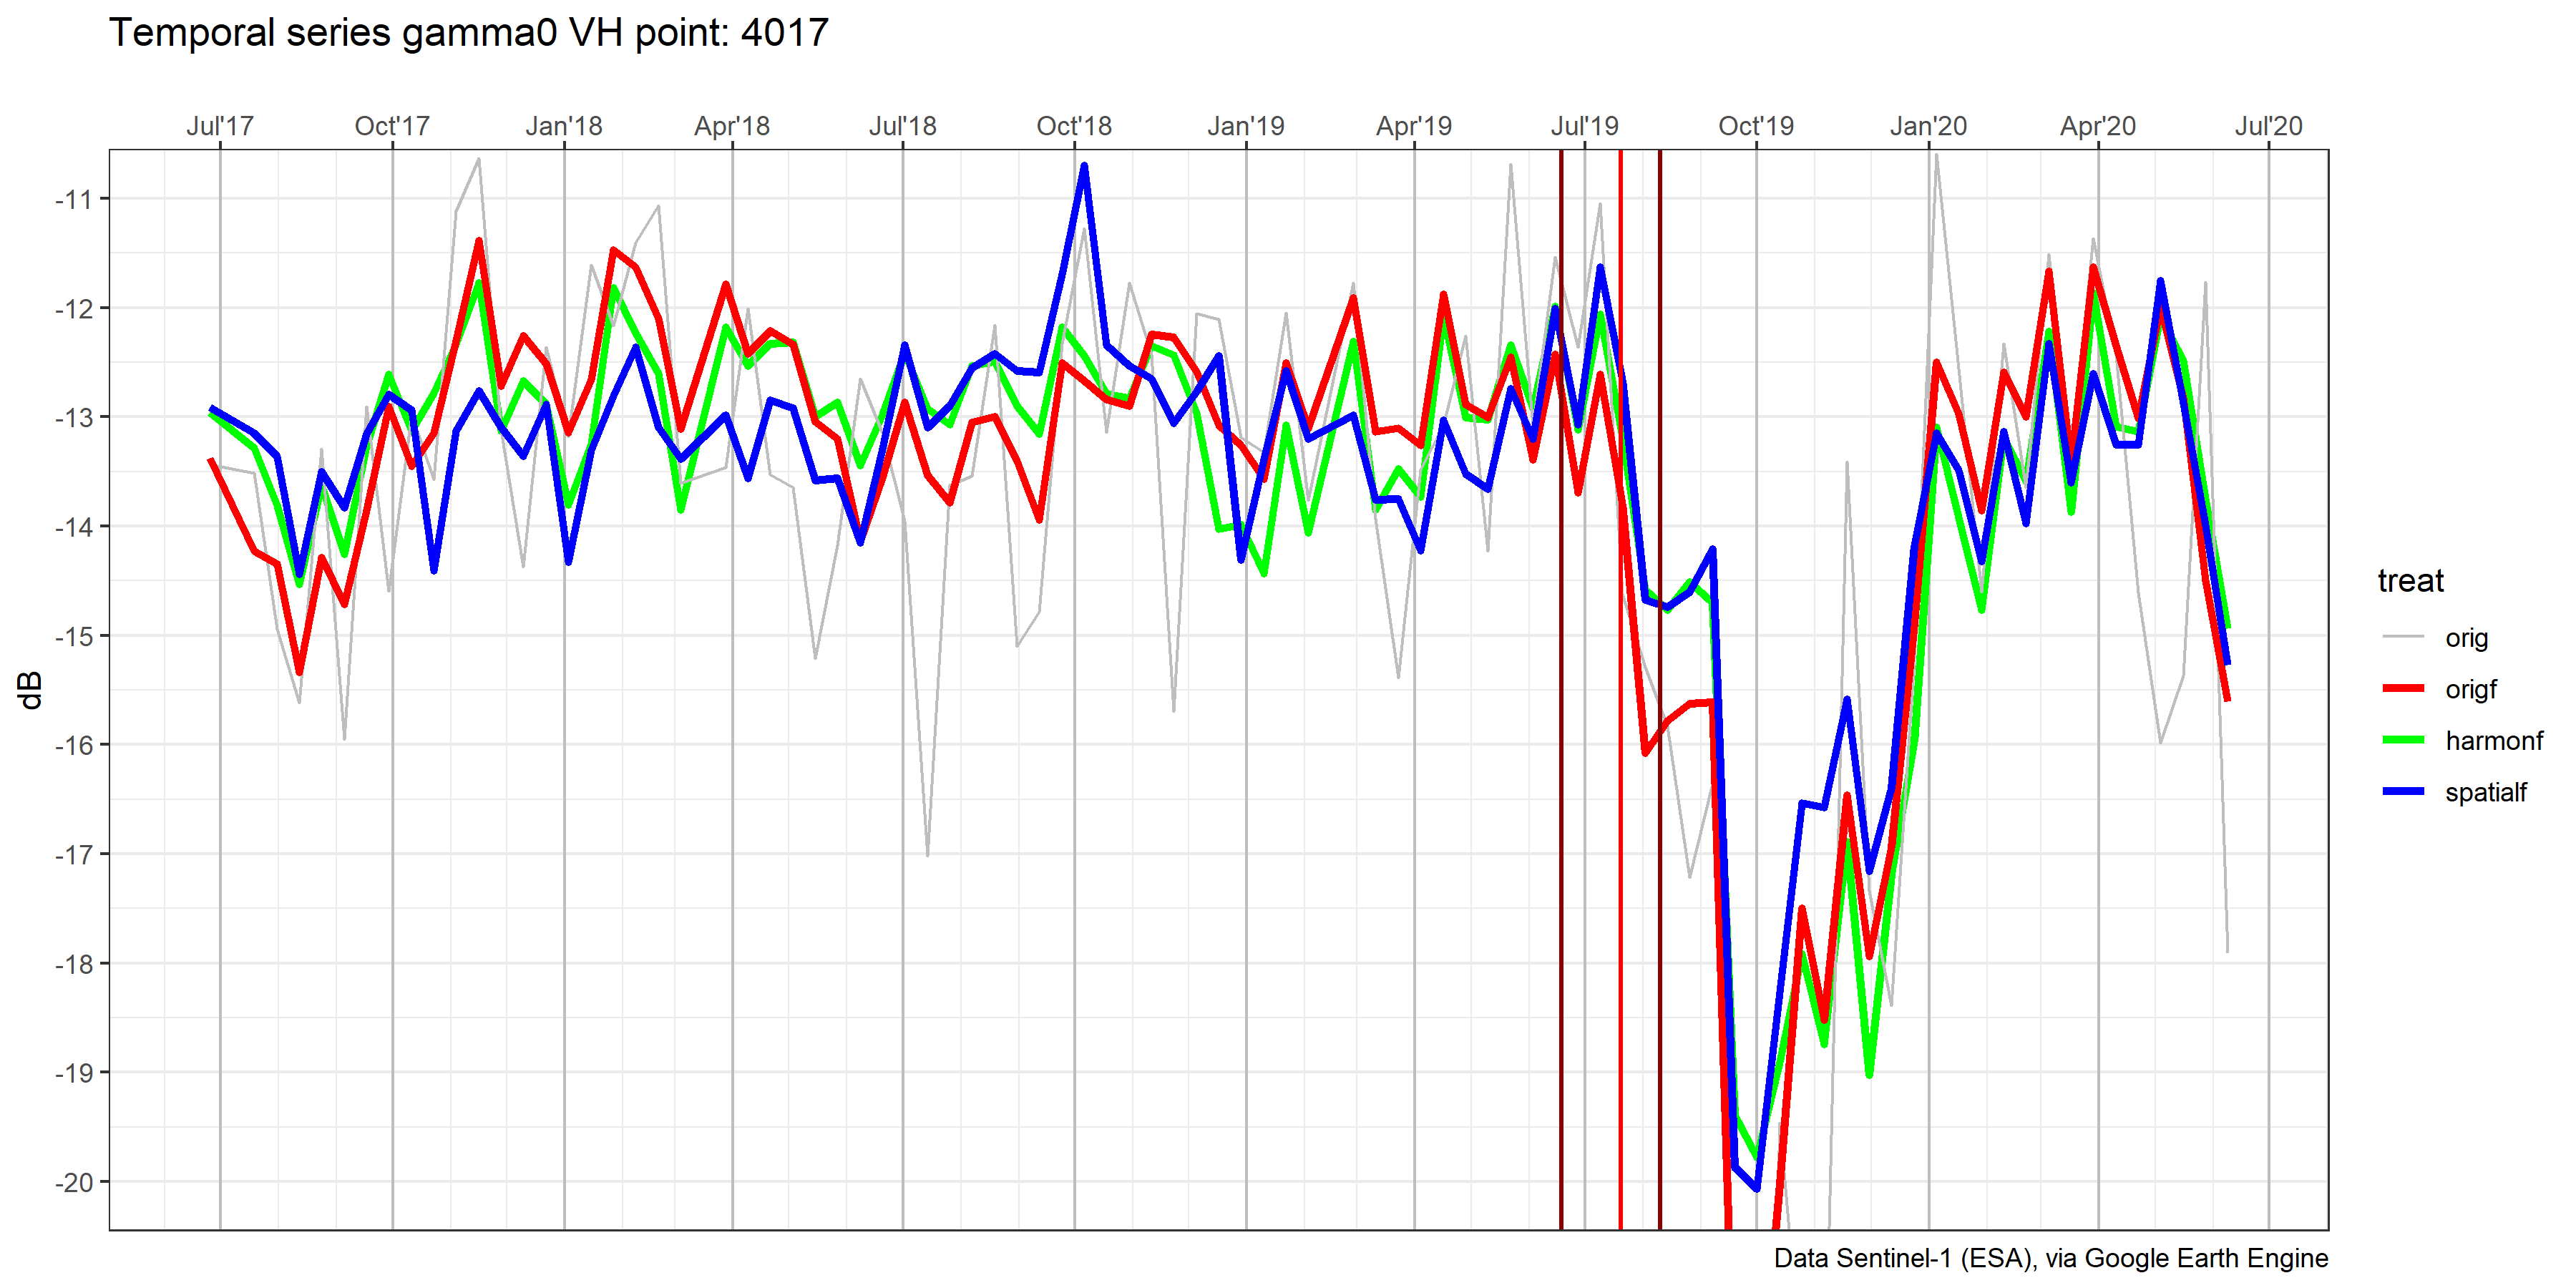 Temporal series gamma0 VH point: 4017
Jul'17 Oct'17 Jan'18 Apr'18 Jul'18 Oct'18 Jan'19 Apr'19 Jul'19 Oct'19 Jan'20 Apr'20 Jul'20
-11
-12
-13
-14
-15
-16
-17
-18
-19
-20
dB
treat
orig
origf
harmonf
spatialf
Data Sentinel-1 (ESA), via Google Earth Engine